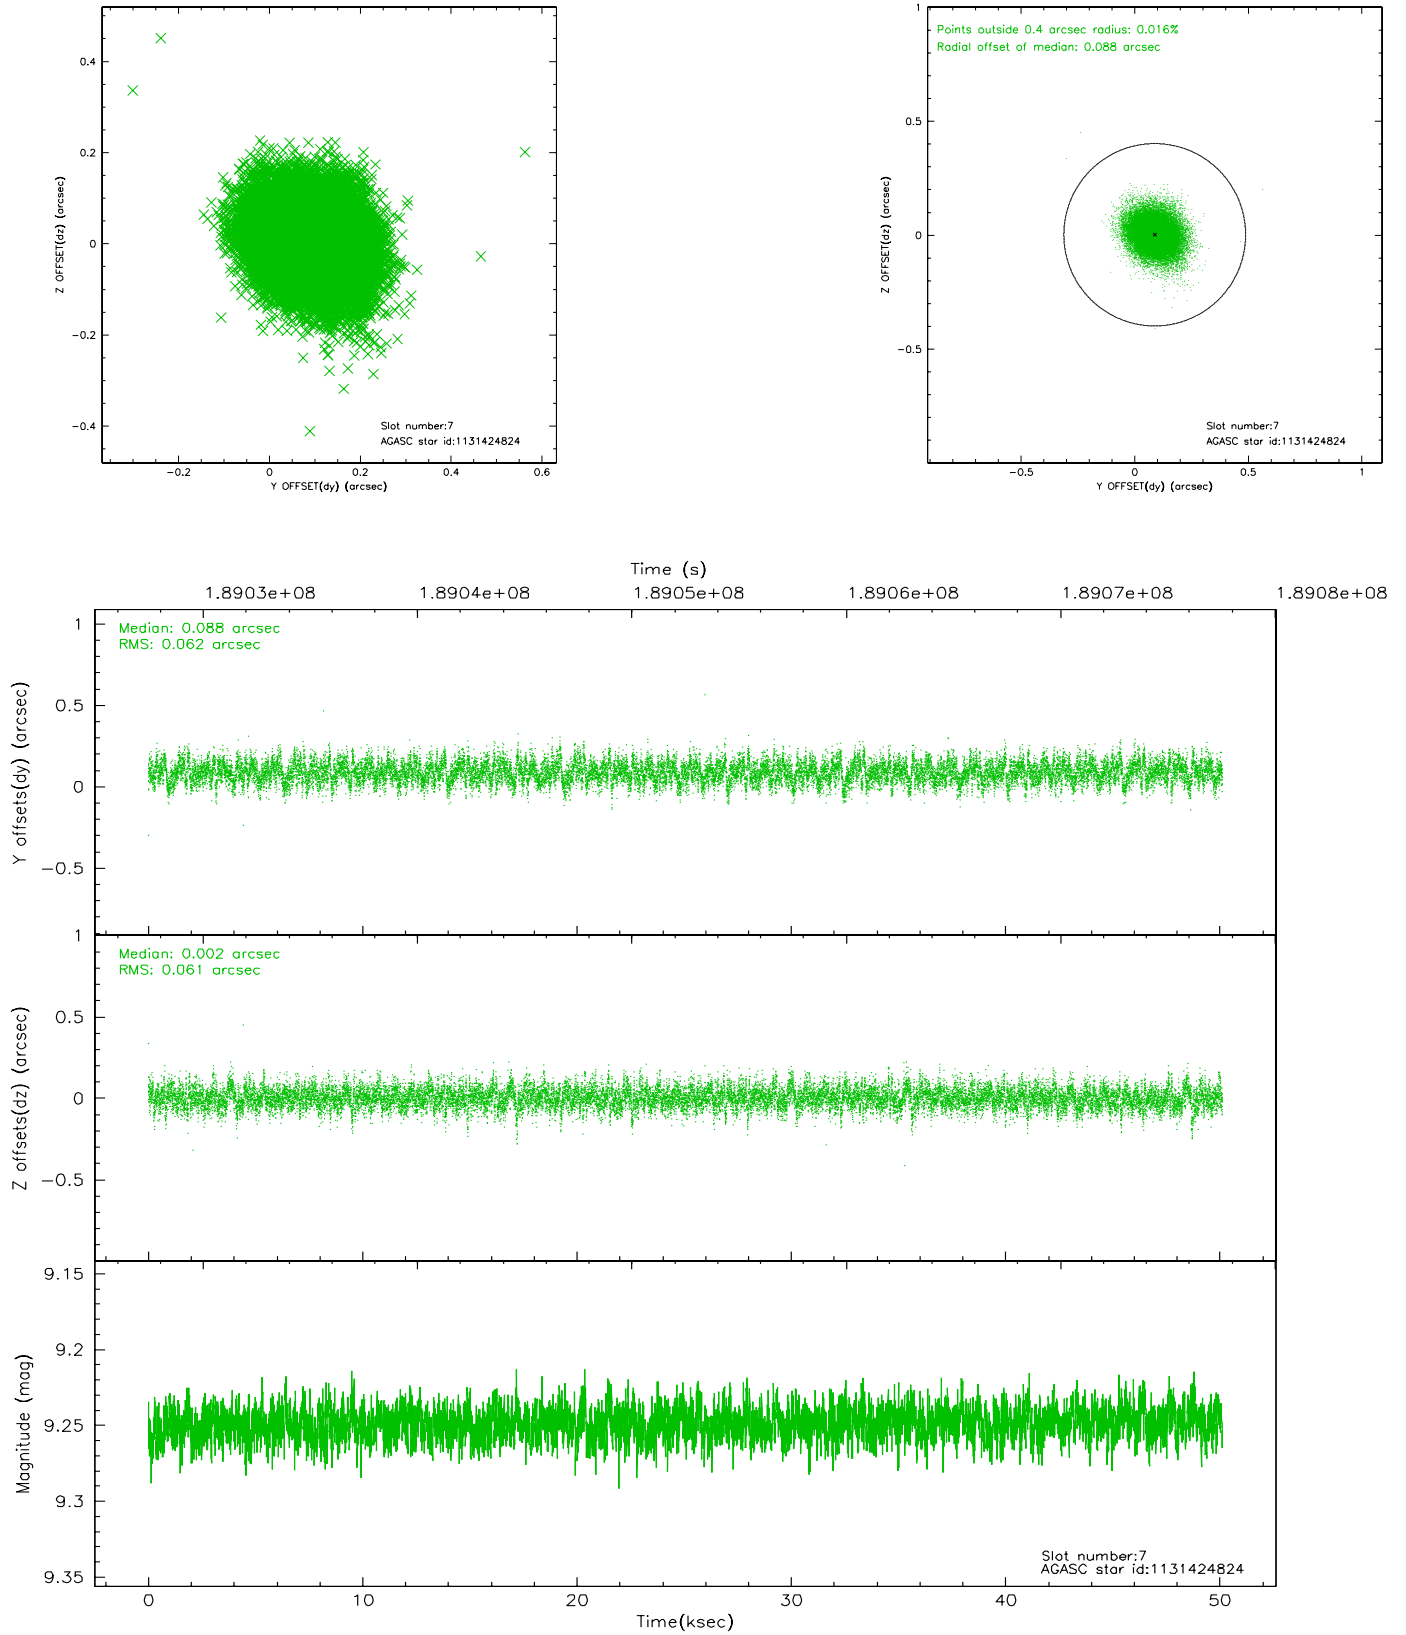 0.4
0.2
0
−0.2
−0.4
Z OFFSET(dz) (arcsec)
Slot number:7
AGASC star id:1131424824
−0.2 0 0.2 0.4 0.6
Y OFFSET(dy) (arcsec)
1
0.5
0
−0.5
Z OFFSET(dz) (arcsec)
Points outside 0.4 arcsec radius: 0.016%
Radial offset of median: 0.088 arcsec
Slot number:7
AGASC star id:1131424824
−0.5 0 0.5 1
Y OFFSET(dy) (arcsec)
Time (s)
1.8903e+08 1.8904e+08 1.8905e+08 1.8906e+08 1.8907e+08 1.8908e+08
1
0.5
0
−0.5
Y offsets(dy) (arcsec)
Median: 0.088 arcsec
RMS: 0.062 arcsec
1
0.5
0
−0.5
Z offsets(dz) (arcsec)
Median: 0.002 arcsec
RMS: 0.061 arcsec
9.15
9.2
9.25
9.3
9.35
Magnitude (mag)
Slot number:7
AGASC star id:1131424824
0 10 20 30 40 50
Time(ksec)